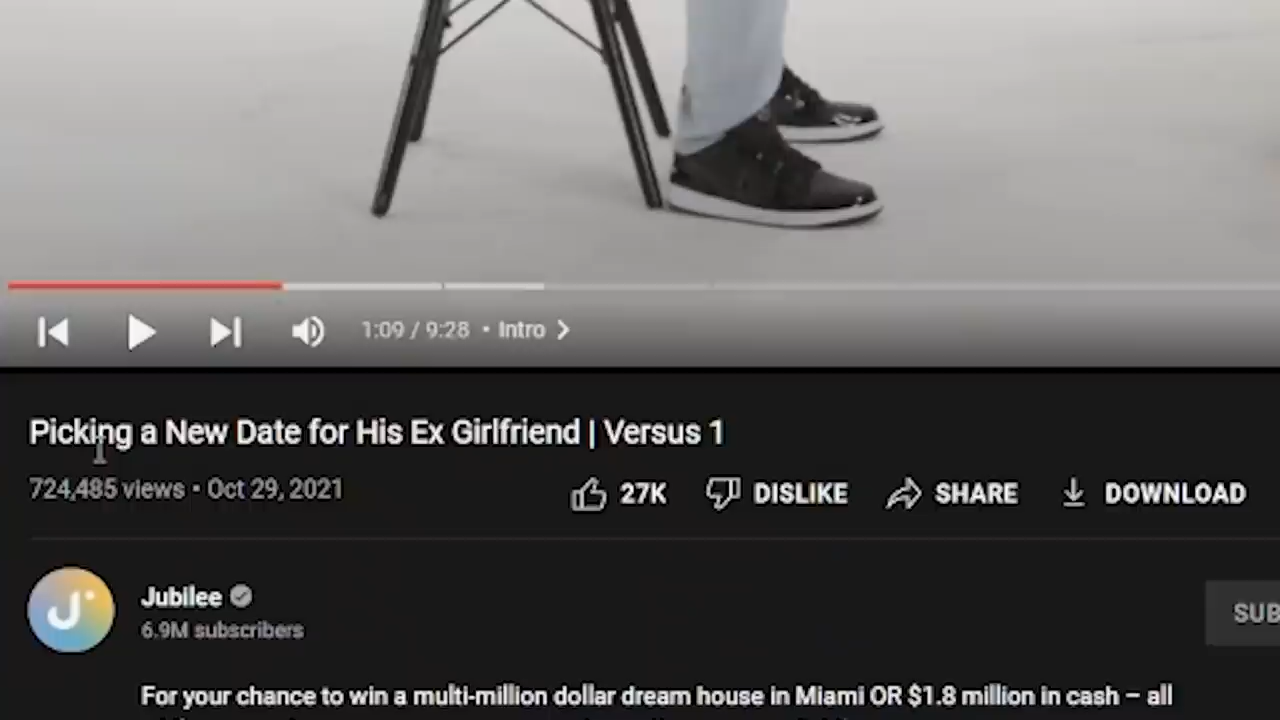 1:09 / 9:28 • Intro
Picking a New Date for His Ex Girlfriend | Versus 1
724,485 views • Oct 29, 2021
27K DISLIKE SHARE DOWNLOAD
Jubilee
6.9M subscribers
SUB
For your chance to win a multi-million dollar dream house in Miami OR $1.8 million in cash – all